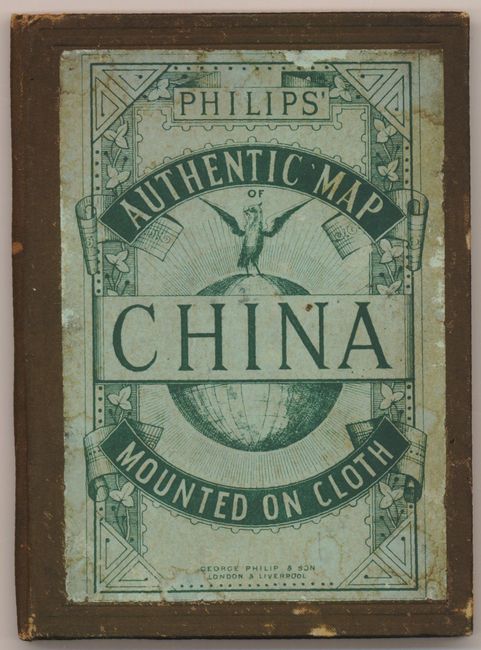 PHILIPS'
AUTHENTIC MAP
OF
CHINA
MOUNTED ON CLOTH
GEORGE PHILIP & SON
LONDON & LIVERPOOL